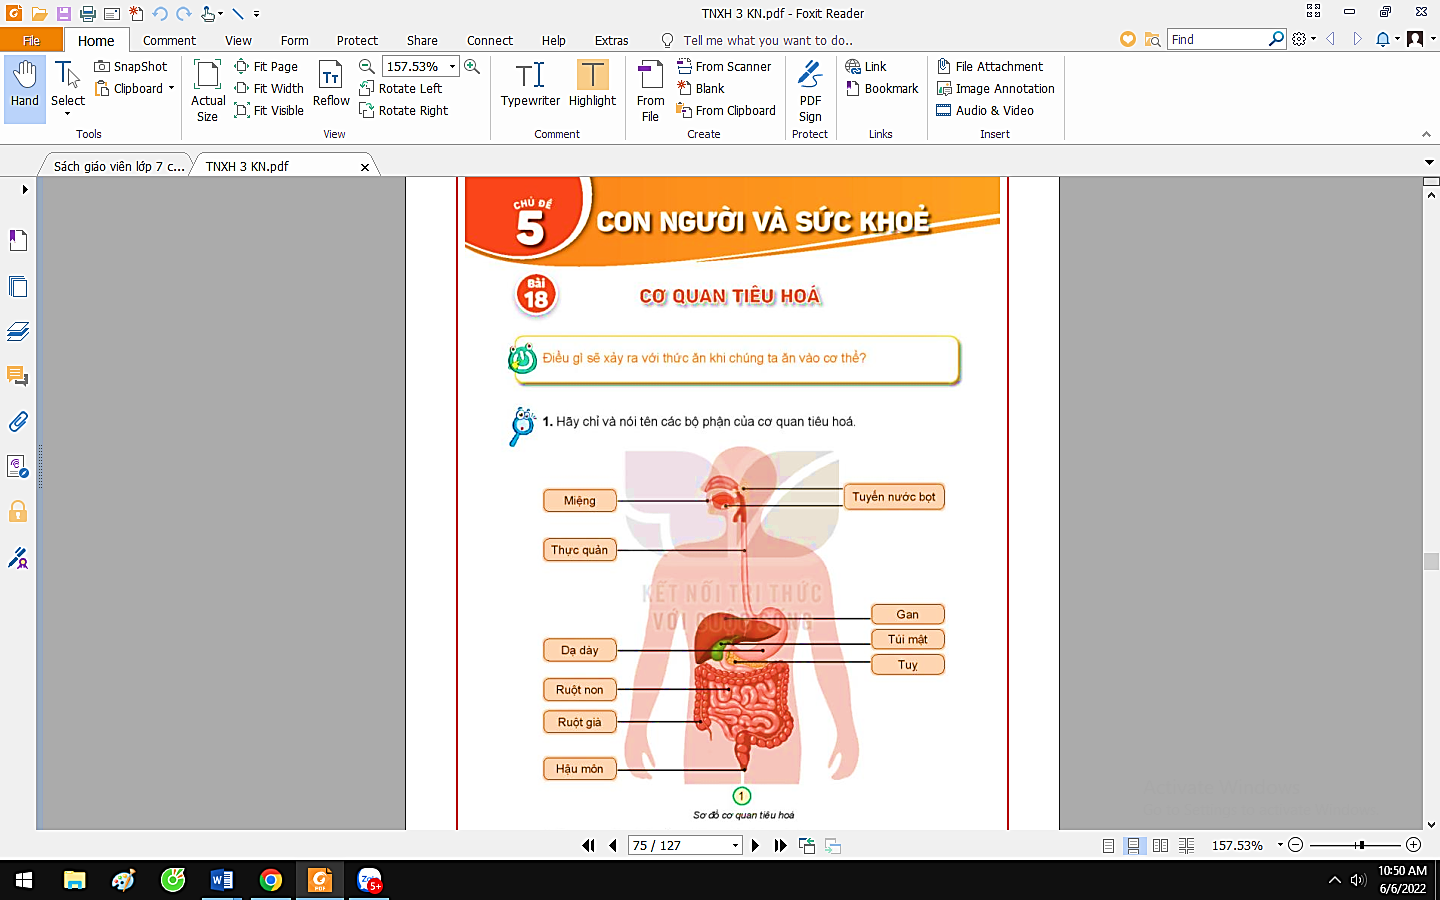 TNXH 3 KN.pdf - Foxit Reader
File Home Comment View Form Protect Share Connect Help Extras Tell me what you want to do.. Find
Hand
Select
SnapShot
Clipboard
Tools
Actual Size
Fit Page
Fit Width
Fit Visible
Reflow
157.53%
Rotate Left
Rotate Right
View
Typewriter
Highlight
Comment
From File
From Scanner
Blank
From Clipboard
Create
PDF Sign
Protect
Link
Bookmark
Links
File Attachment
Image Annotation
Audio & Video
Insert
Sách giáo viên lớp 7 c...
TNXH 3 KN.pdf
CHỦ ĐỀ
5
CON NGƯỜI VÀ SỨC KHOẺ
Bài
18
CƠ QUAN TIÊU HOÁ
Điều gì sẽ xảy ra với thức ăn khi chúng ta ăn vào cơ thể?
1. Hãy chỉ và nói tên các bộ phận của cơ quan tiêu hoá.
Miệng
Tuyến nước bọt
Thực quản
KẾT NỐI TRI THỨC
VỚI CUỘC SỐNG
Gan
Túi mật
Dạ dày
Tuỵ
Ruột non
Ruột già
Hậu môn
1
Sơ đồ cơ quan tiêu hoá
75 / 127
157.53%
5+
10:50 AM
6/6/2022